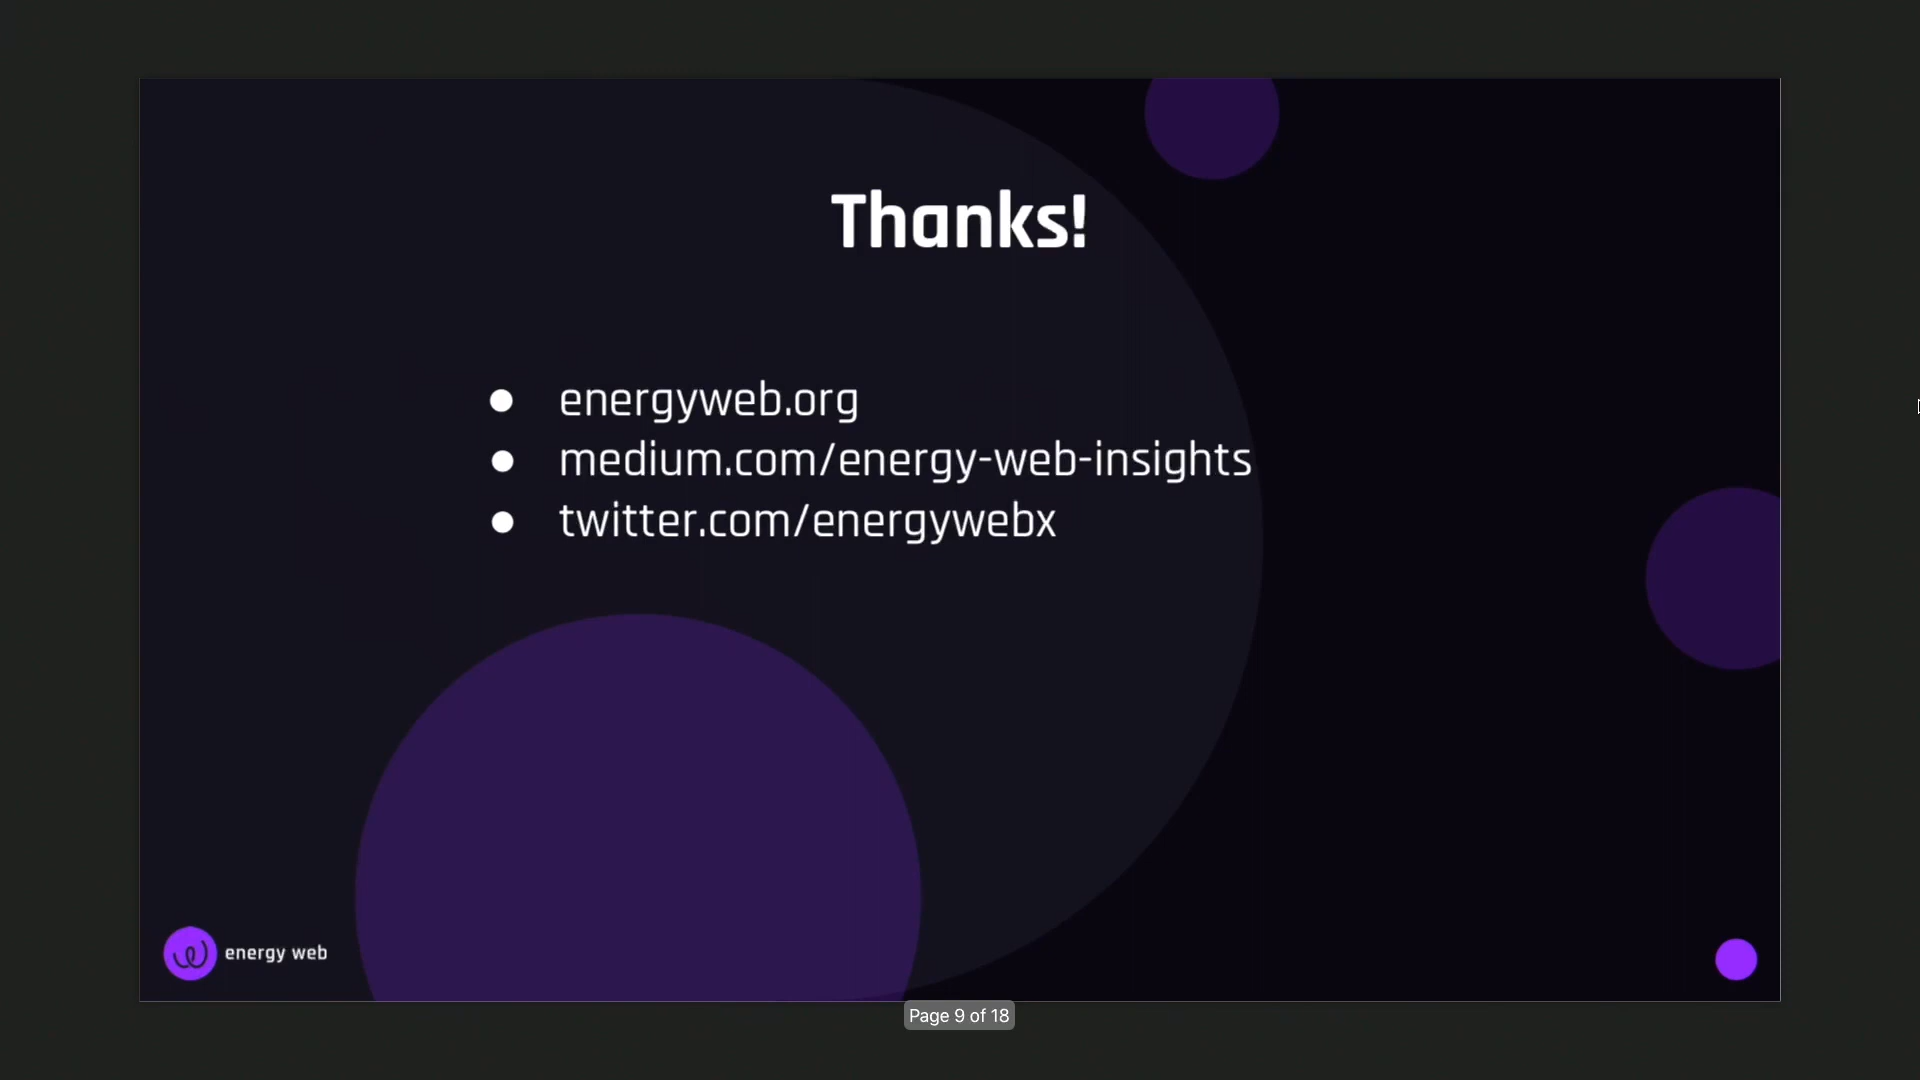 Thanks!
energyweb.org
medium.com/energy-web-insights
twitter.com/energywebx
energy web
Page 9 of 18